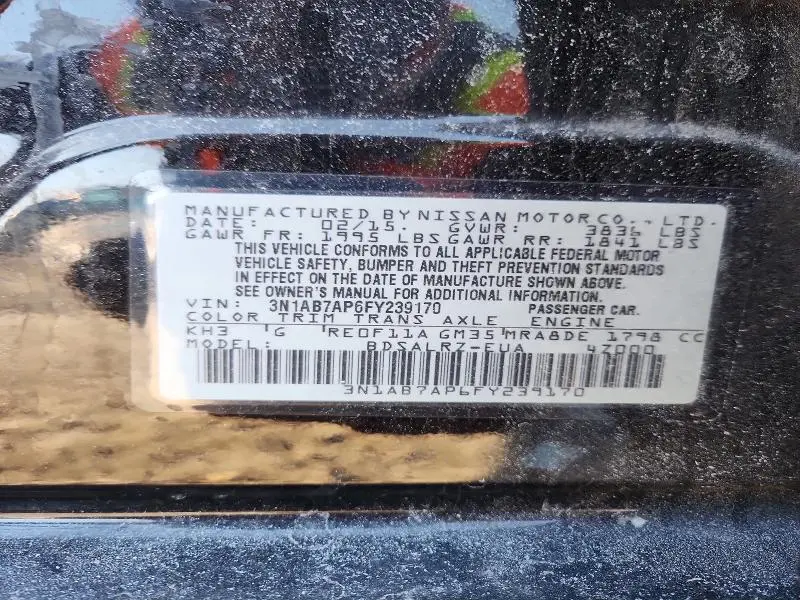 MANUFACTURED BY NISSAN MOTOR CO., LTD.
DATE: 02/15. GVWR: 3836 LBS
GAWR FR: 1995 LBS GAWR RR: 1841 LBS
THIS VEHICLE CONFORMS TO ALL APPLICABLE FEDERAL MOTOR
VEHICLE SAFETY, BUMPER AND THEFT PREVENTION STANDARDS
IN EFFECT ON THE DATE OF MANUFACTURE SHOWN ABOVE.
SEE OWNER'S MANUAL FOR ADDITIONAL INFORMATION.
VIN: 3N1AB7AP6FY239170 PASSENGER CAR.
COLOR TRIM TRANS AXLE ENGINE
KH3 G RE0F11A GM35 MRA8DE 1798 CC
MODEL: BDSALRZ-EUA 4Z000
3N1AB7AP6FY239170